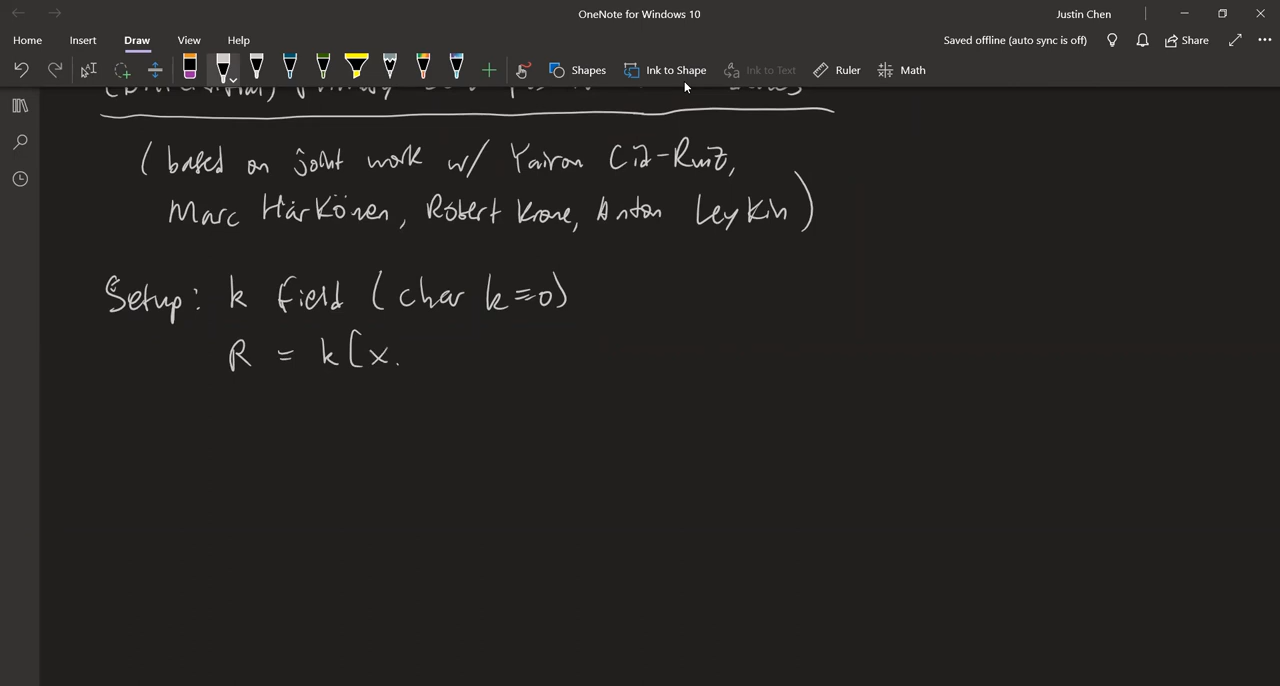 OneNote for Windows 10
Justin Chen
Home Insert Draw View Help
Saved offline (auto sync is off) Share
Shapes Ink to Shape Ink to Text Ruler Math
(based on joint work w/ Yairon Cid-Ruiz,
Marc Härkönen, Robert Krone, Anton Leykin)
Setup: k field (char k=0)
R = k[x.